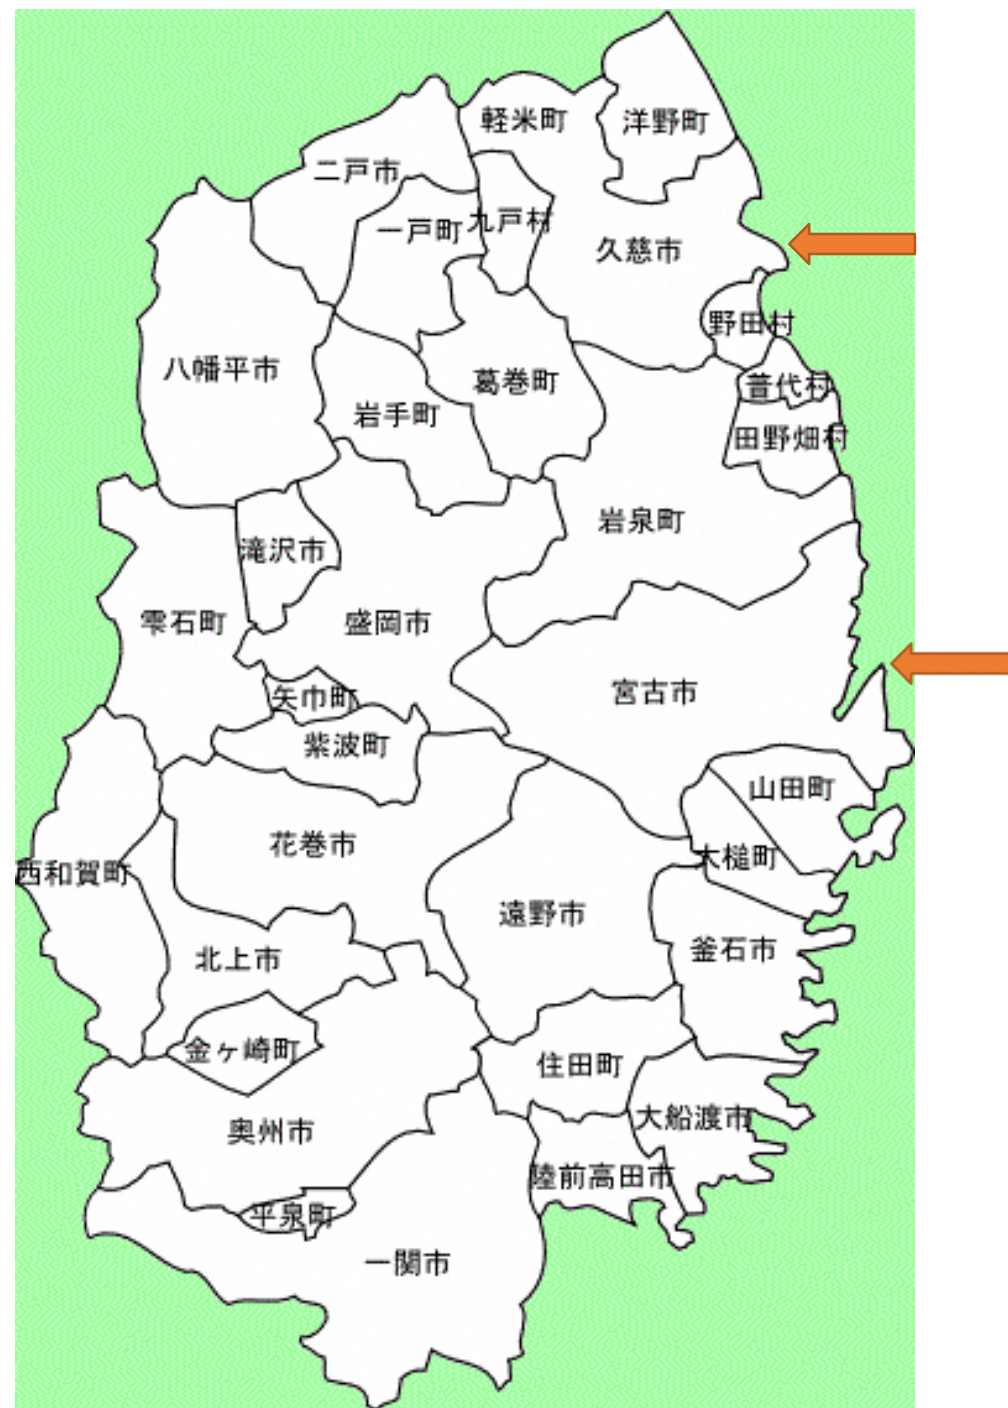 軽米町
洋野町
二戸市
一戸町
九戸村
久慈市
野田村
八幡平市
葛巻町
普代村
岩手町
田野畑村
岩泉町
滝沢市
雫石町
盛岡市
宮古市
矢巾町
紫波町
山田町
花巻市
大槌町
西和賀町
遠野市
釜石市
北上市
金ヶ崎町
住田町
大船渡市
奥州市
陸前高田市
平泉町
一関市